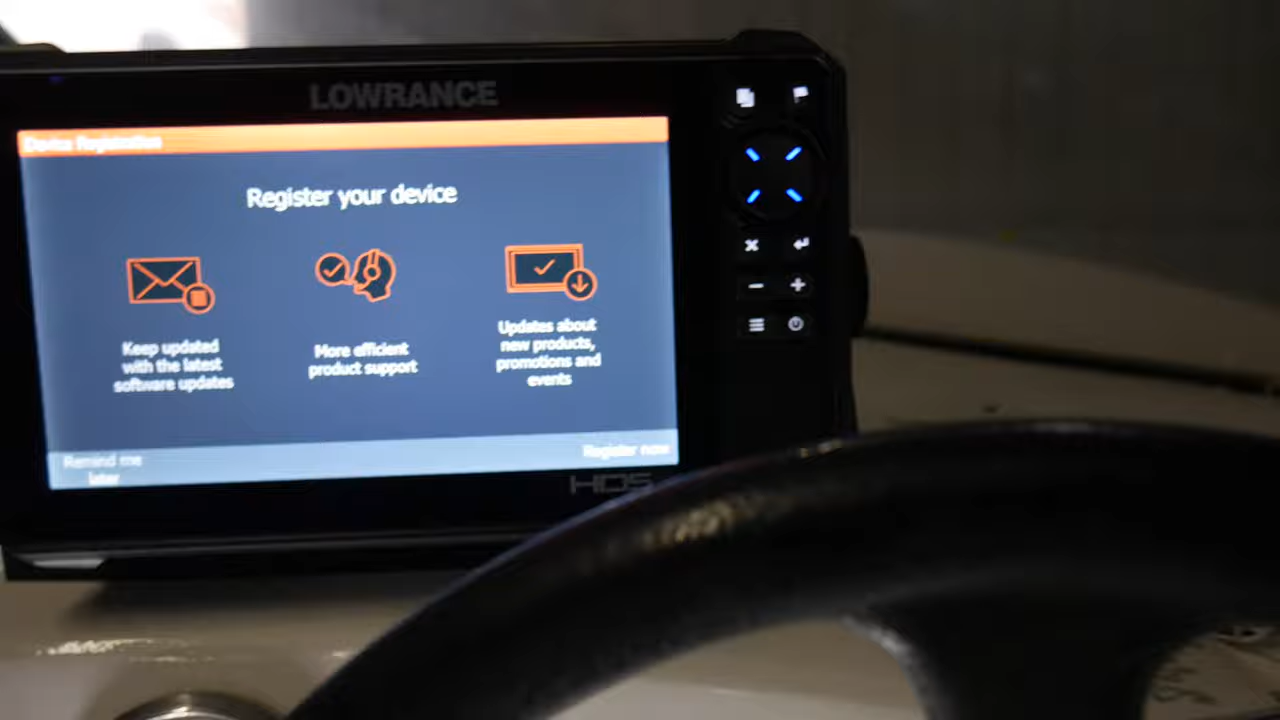 LOWRANCE
Device Registration
Register your device
Keep updated
with the latest
software updates
More efficient
product support
Updates about
new products,
promotions and
events
Remind me
later
Register now
HDS